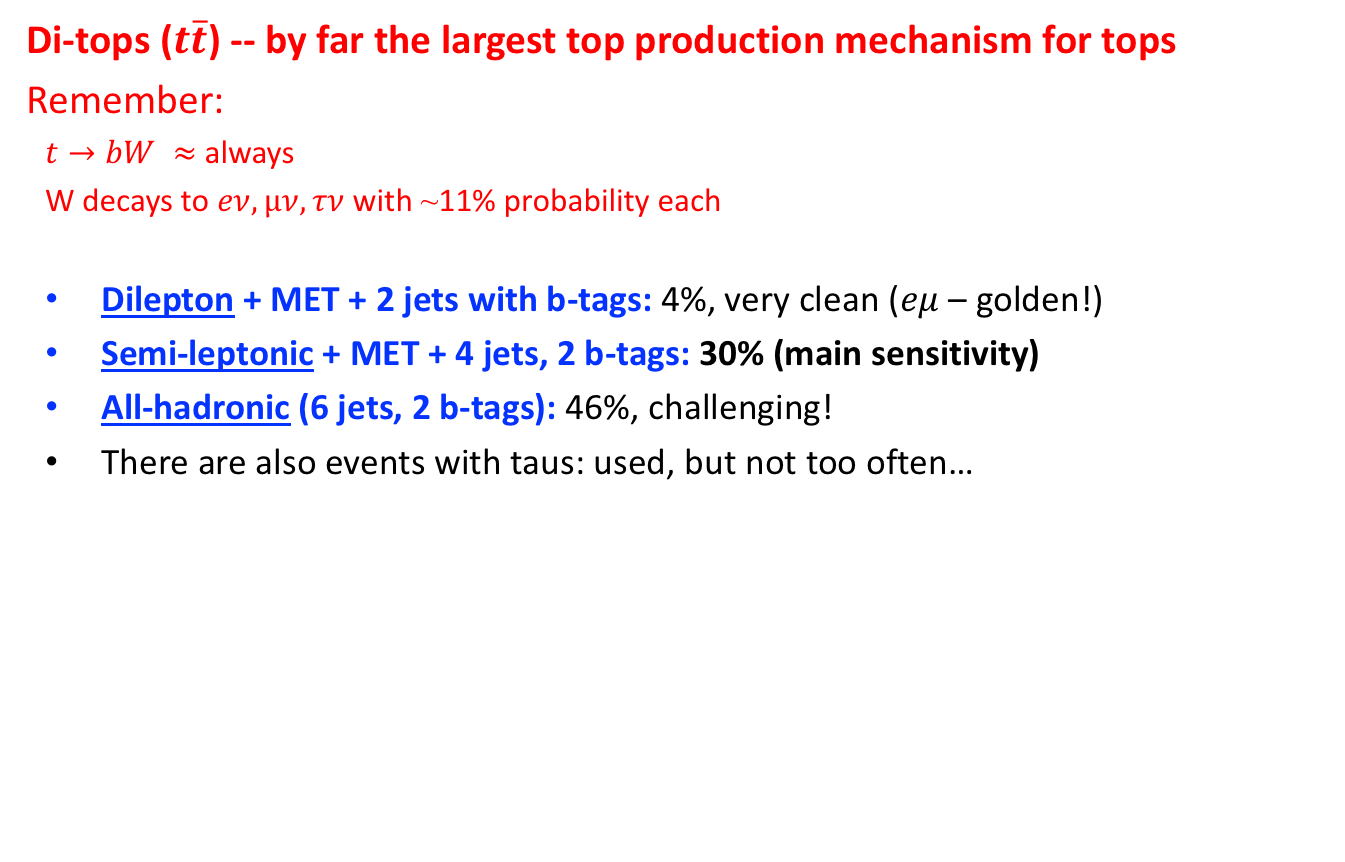 Di-tops (tt̄) -- by far the largest top production mechanism for tops
Remember:
t → bW ≈ always
W decays to eν, μν, τν with ~11% probability each
• Dilepton + MET + 2 jets with b-tags: 4%, very clean (eμ – golden!)
• Semi-leptonic + MET + 4 jets, 2 b-tags: 30% (main sensitivity)
• All-hadronic (6 jets, 2 b-tags): 46%, challenging!
• There are also events with taus: used, but not too often…